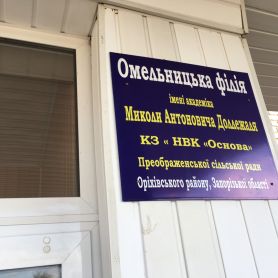 Омельницька філія
імені академіка
Миколи Антоновича Доллежаля
КЗ « НВК «Основа»
Преображенської сільської ради
Оріхівського району, Запорізької області